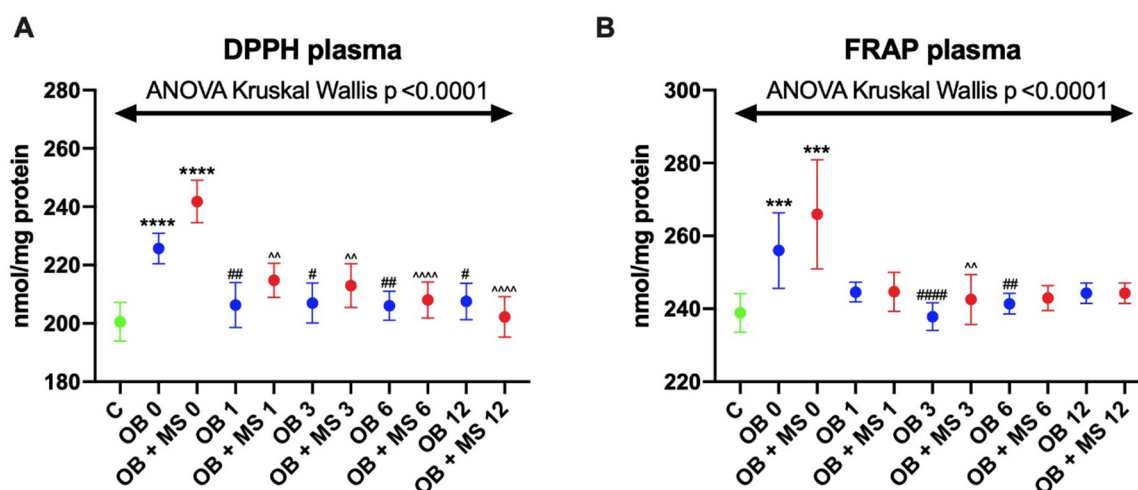 A
DPPH plasma
ANOVA Kruskal Wallis p <0.0001
nmol/mg protein
280
260
240
220
200
180
****
****
##
^^
#
^^
##
^^^^
#
^^^^
C
OB 0
OB + MS 0
OB 1
OB + MS 1
OB 3
OB + MS 3
OB 6
OB + MS 6
OB 12
OB + MS 12
B
FRAP plasma
ANOVA Kruskal Wallis p <0.0001
nmol/mg protein
300
280
260
240
220
***
***
####
^^
##
C
OB 0
OB + MS 0
OB 1
OB + MS 1
OB 3
OB + MS 3
OB 6
OB + MS 6
OB 12
OB + MS 12